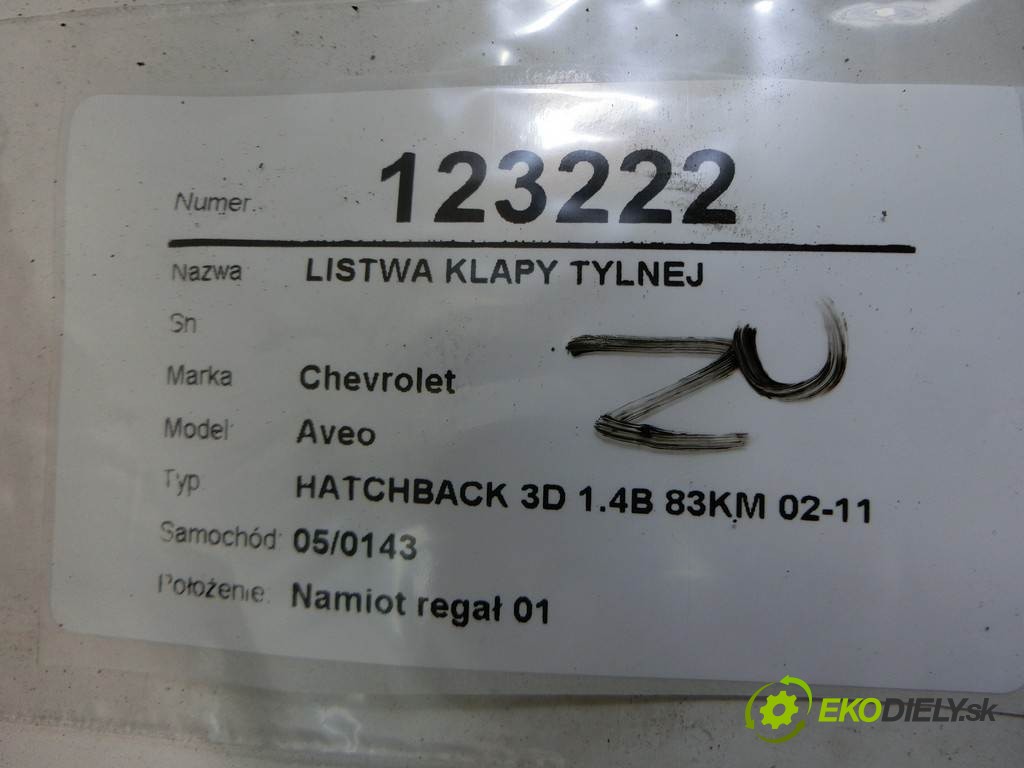 Numer: 123222
Nazwa LISTWA KLAPY TYLNEJ
Sn
Marka Chevrolet
Model: Aveo
Typ HATCHBACK 3D 1.4B 83KM 02-11
Samochód: 05/0143
Położenie: Namiot regał 01
EKODIELY.sk